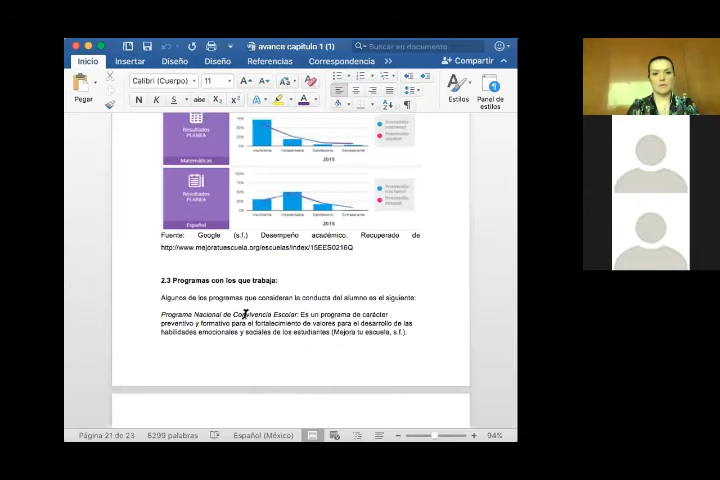 avance capitulo 1 (1)
Buscar en documento
Inicio Insertar Diseño Diseño Referencias Correspondencia Compartir
Pegar
Calibri (Cuerpo) 11
Estilos
Panel de estilos
Resultados
PLANEA
Matemáticas
2015
Resultados
PLANEA
Español
2015
Fuente: Google (s.f.) Desempeño académico. Recuperado de
http://www.mejoratuescuela.org/escuelas/index/15EES0216Q
2.3 Programas con los que trabaja:
Algunos de los programas que consideran la conducta del alumno es el siguiente:
Programa Nacional de Convivencia Escolar: Es un programa de carácter
preventivo y formativo para el fortalecimiento de valores para el desarrollo de las
habilidades emocionales y sociales de los estudiantes (Mejora tu escuela, s.f.).
Página 21 de 23 5299 palabras Español (México) 94%